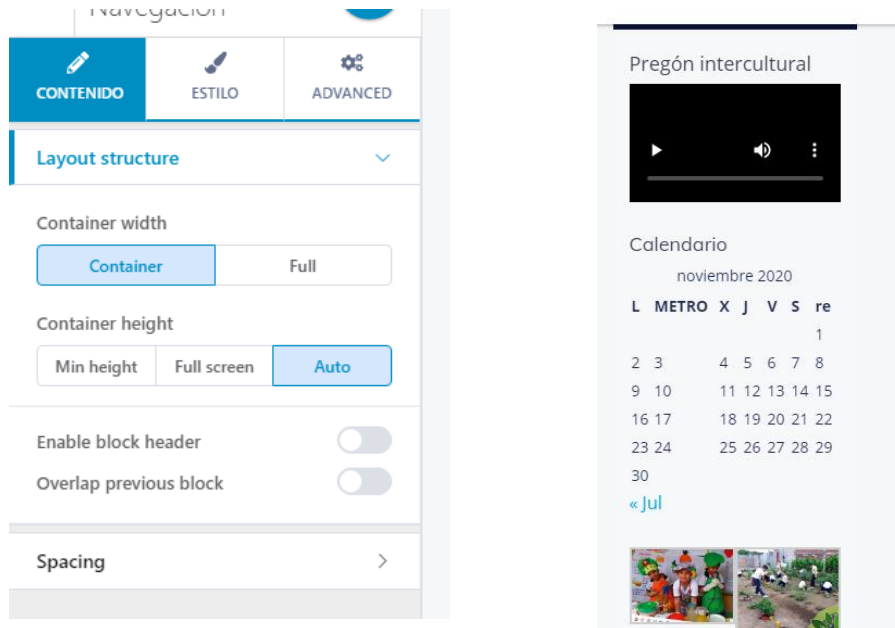 Navegación
CONTENIDO
ESTILO
ADVANCED
Layout structure
Container width
Container
Full
Container height
Min height
Full screen
Auto
Enable block header
Overlap previous block
Spacing
Pregón intercultural
Calendario
noviembre 2020
L METRO X J V S re
1
2 3 4 5 6 7 8
9 10 11 12 13 14 15
16 17 18 19 20 21 22
23 24 25 26 27 28 29
30
« Jul